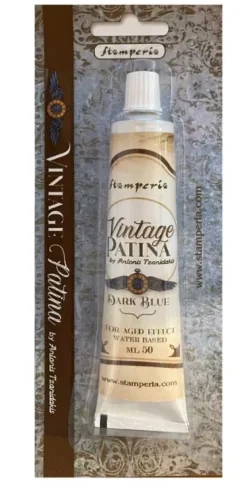 Stamperia
Stamperia
Vintage
PATINA
by Antonis Tzanidakis
DARK BLUE
FOR AGED EFFECT
WATER BASED
ML 50
www.stamperia.com
VINTAGE Patina by Antonis Tzanidakis
www.stamperia.com